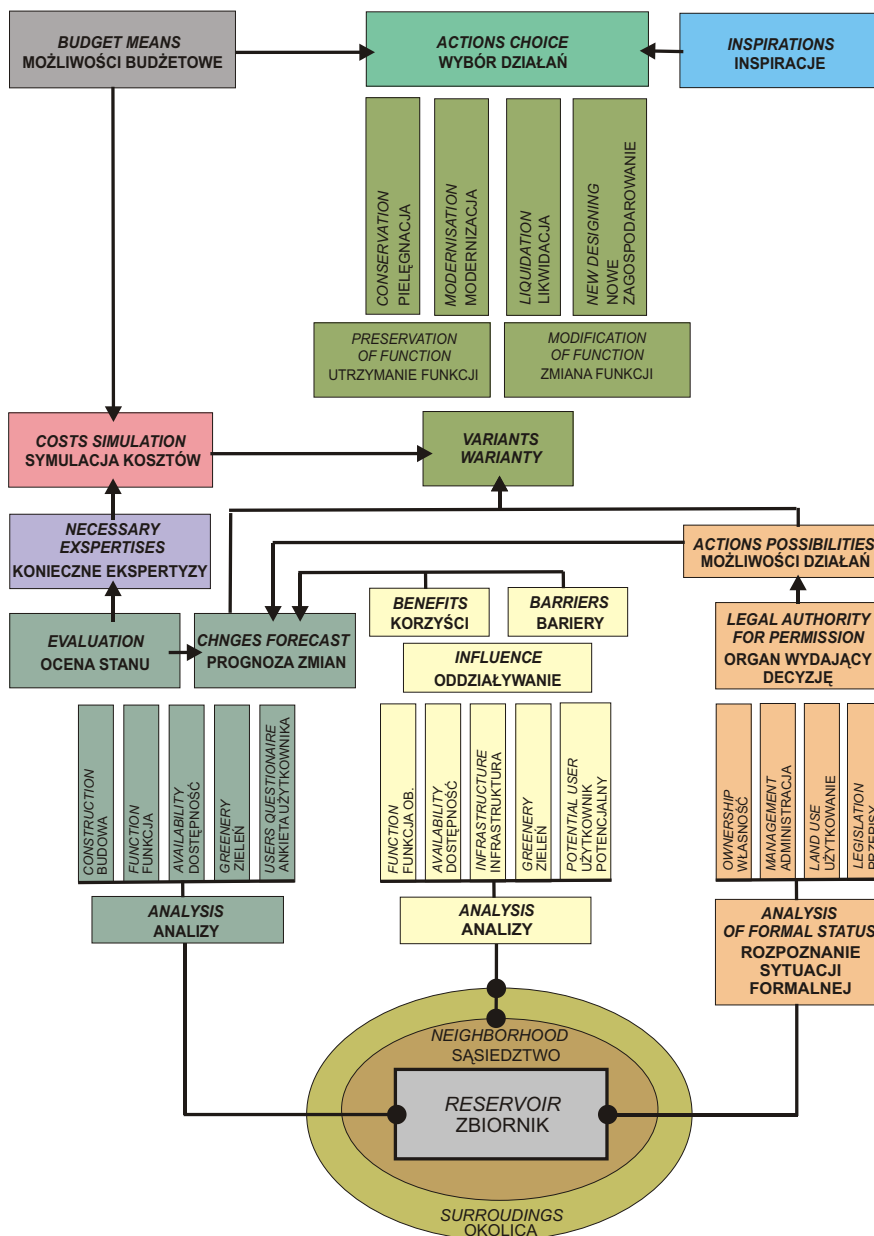 BUDGET MEANS
MOŻLIWOŚCI BUDŻETOWE
ACTIONS CHOICE
WYBÓR DZIAŁAŃ
INSPIRATIONS
INSPIRACJE
CONSERVATION
PIELĘGNACJA
MODERNISATION
MODERNIZACJA
LIQUIDATION
LIKWIDACJA
NEW DESIGNING
NOWE
ZAGOSPODAROWANIE
PRESERVATION
OF FUNCTION
UTRZYMANIE FUNKCJI
MODIFICATION
OF FUNCTION
ZMIANA FUNKCJI
COSTS SIMULATION
SYMULACJA KOSZTÓW
VARIANTS
WARIANTY
NECESSARY
EXSPERTISES
KONIECZNE EKSPERTYZY
ACTIONS POSSIBILITIES
MOŻLIWOŚCI DZIAŁAŃ
BENEFITS
KORZYŚCI
BARRIERS
BARIERY
EVALUATION
OCENA STANU
CHNGES FORECAST
PROGNOZA ZMIAN
INFLUENCE
ODDZIAŁYWANIE
LEGAL AUTHORITY
FOR PERMISSION
ORGAN WYDAJĄCY
DECYZJĘ
CONSTRUCTION
BUDOWA
FUNCTION
FUNKCJA
AVAILABILITY
DOSTĘPNOŚĆ
GREENERY
ZIELEŃ
USERS QUESTIONAIRE
ANKIETA UŻYTKOWNIKA
FUNCTION
FUNKCJA OB.
AVAILABILITY
DOSTĘPNOŚĆ
INFRASTRUCTURE
INFRASTRUKTURA
GREENERY
ZIELEŃ
POTENTIAL USER
UŻYTKOWNIK
POTENCJALNY
OWNERSHIP
WŁASNOŚĆ
MANAGEMENT
ADMINISTRACJA
LAND USE
UŻYTKOWANIE
LEGISLATION
PRZEPISY
ANALYSIS
ANALIZY
ANALYSIS
ANALIZY
ANALYSIS
OF FORMAL STATUS
ROZPOZNANIE
SYTUACJI
FORMALNEJ
NEIGHBORHOOD
SĄSIEDZTWO
RESERVOIR
ZBIORNIK
SURROUDINGS
OKOLICA